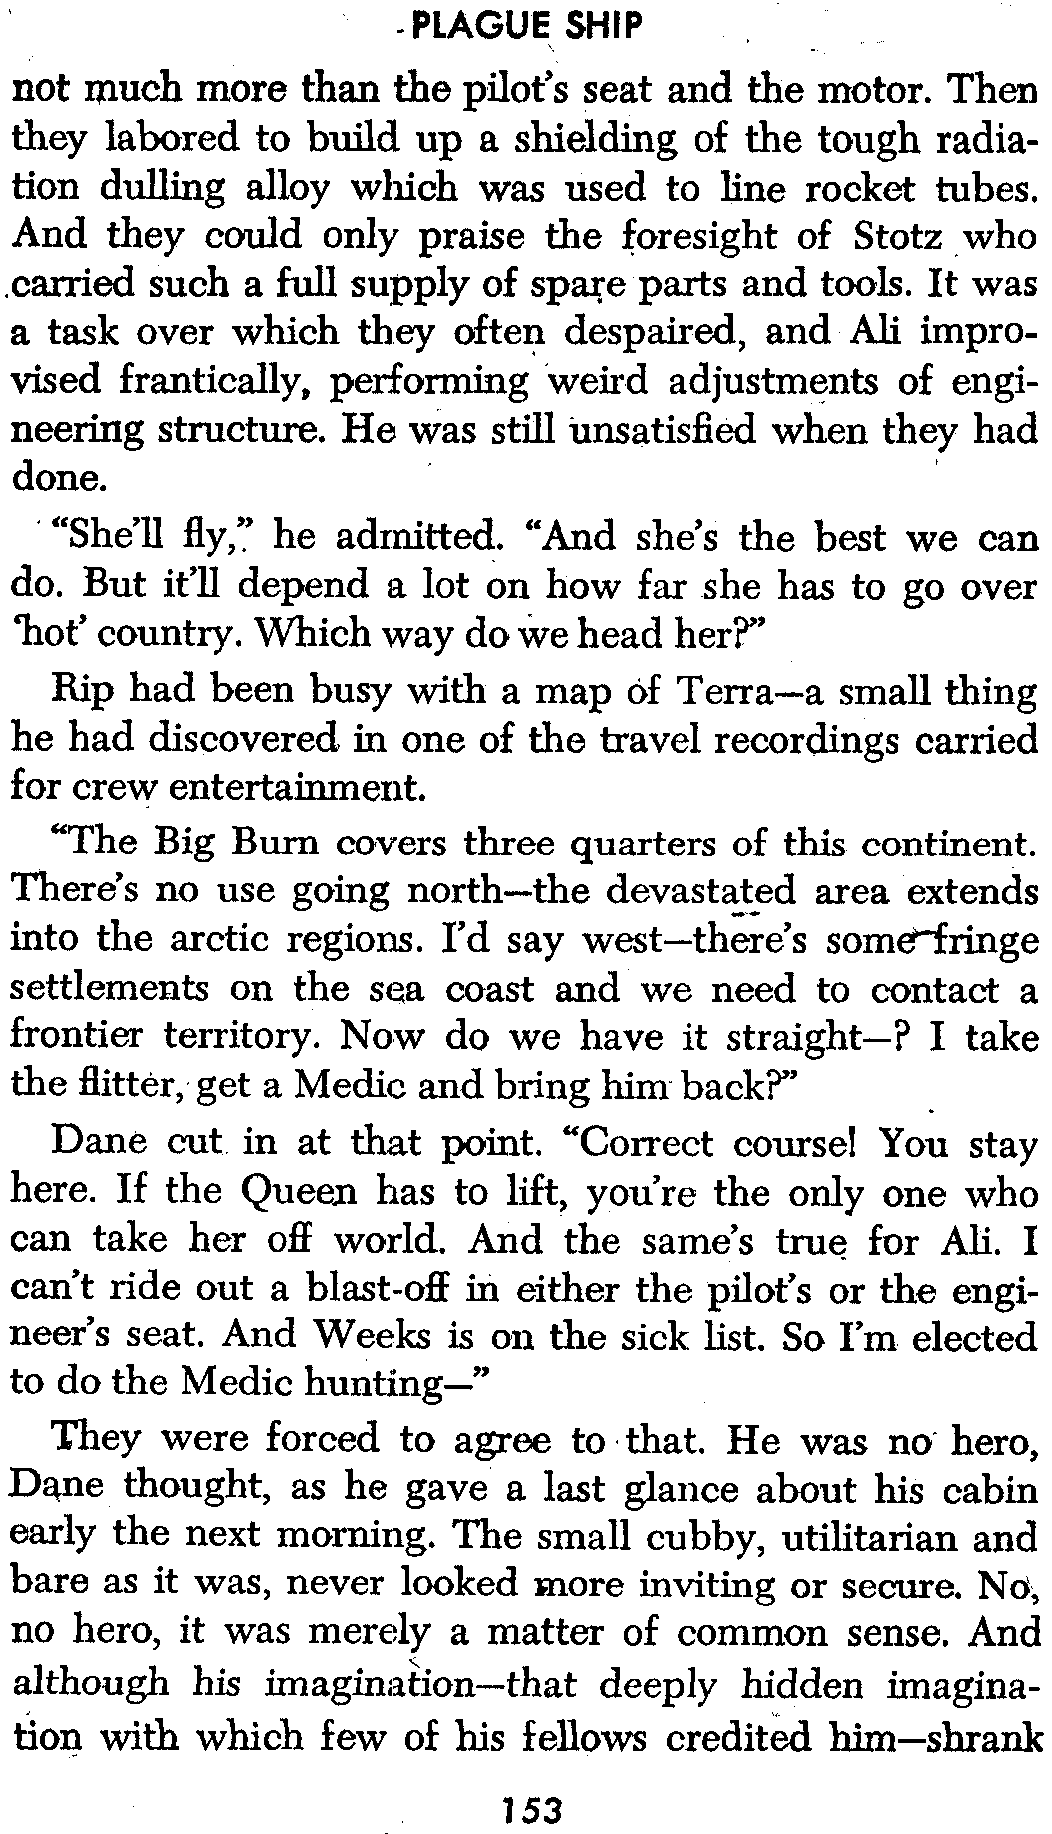 PLAGUE SHIP
not much more than the pilot's seat and the motor. Then
they labored to build up a shielding of the tough radia-
tion dulling alloy which was used to line rocket tubes.
And they could only praise the foresight of Stotz who
carried such a full supply of spare parts and tools. It was
a task over which they often despaired, and Ali impro-
vised frantically, performing weird adjustments of engi-
neering structure. He was still unsatisfied when they had
done.
"She'll fly," he admitted. "And she's the best we can
do. But it'll depend a lot on how far she has to go over
'hot' country. Which way do we head her?"
Rip had been busy with a map of Terra—a small thing
he had discovered in one of the travel recordings carried
for crew entertainment.
"The Big Burn covers three quarters of this continent.
There's no use going north—the devastated area extends
into the arctic regions. I'd say west—there's some fringe
settlements on the sea coast and we need to contact a
frontier territory. Now do we have it straight—? I take
the flitter, get a Medic and bring him back?"
Dane cut in at that point. "Correct course! You stay
here. If the Queen has to lift, you're the only one who
can take her off world. And the same's true for Ali. I
can't ride out a blast-off in either the pilot's or the engi-
neer's seat. And Weeks is on the sick list. So I'm elected
to do the Medic hunting—"
They were forced to agree to that. He was no hero,
Dane thought, as he gave a last glance about his cabin
early the next morning. The small cubby, utilitarian and
bare as it was, never looked more inviting or secure. No,
no hero, it was merely a matter of common sense. And
although his imagination—that deeply hidden imagina-
tion with which few of his fellows credited him—shrank
153